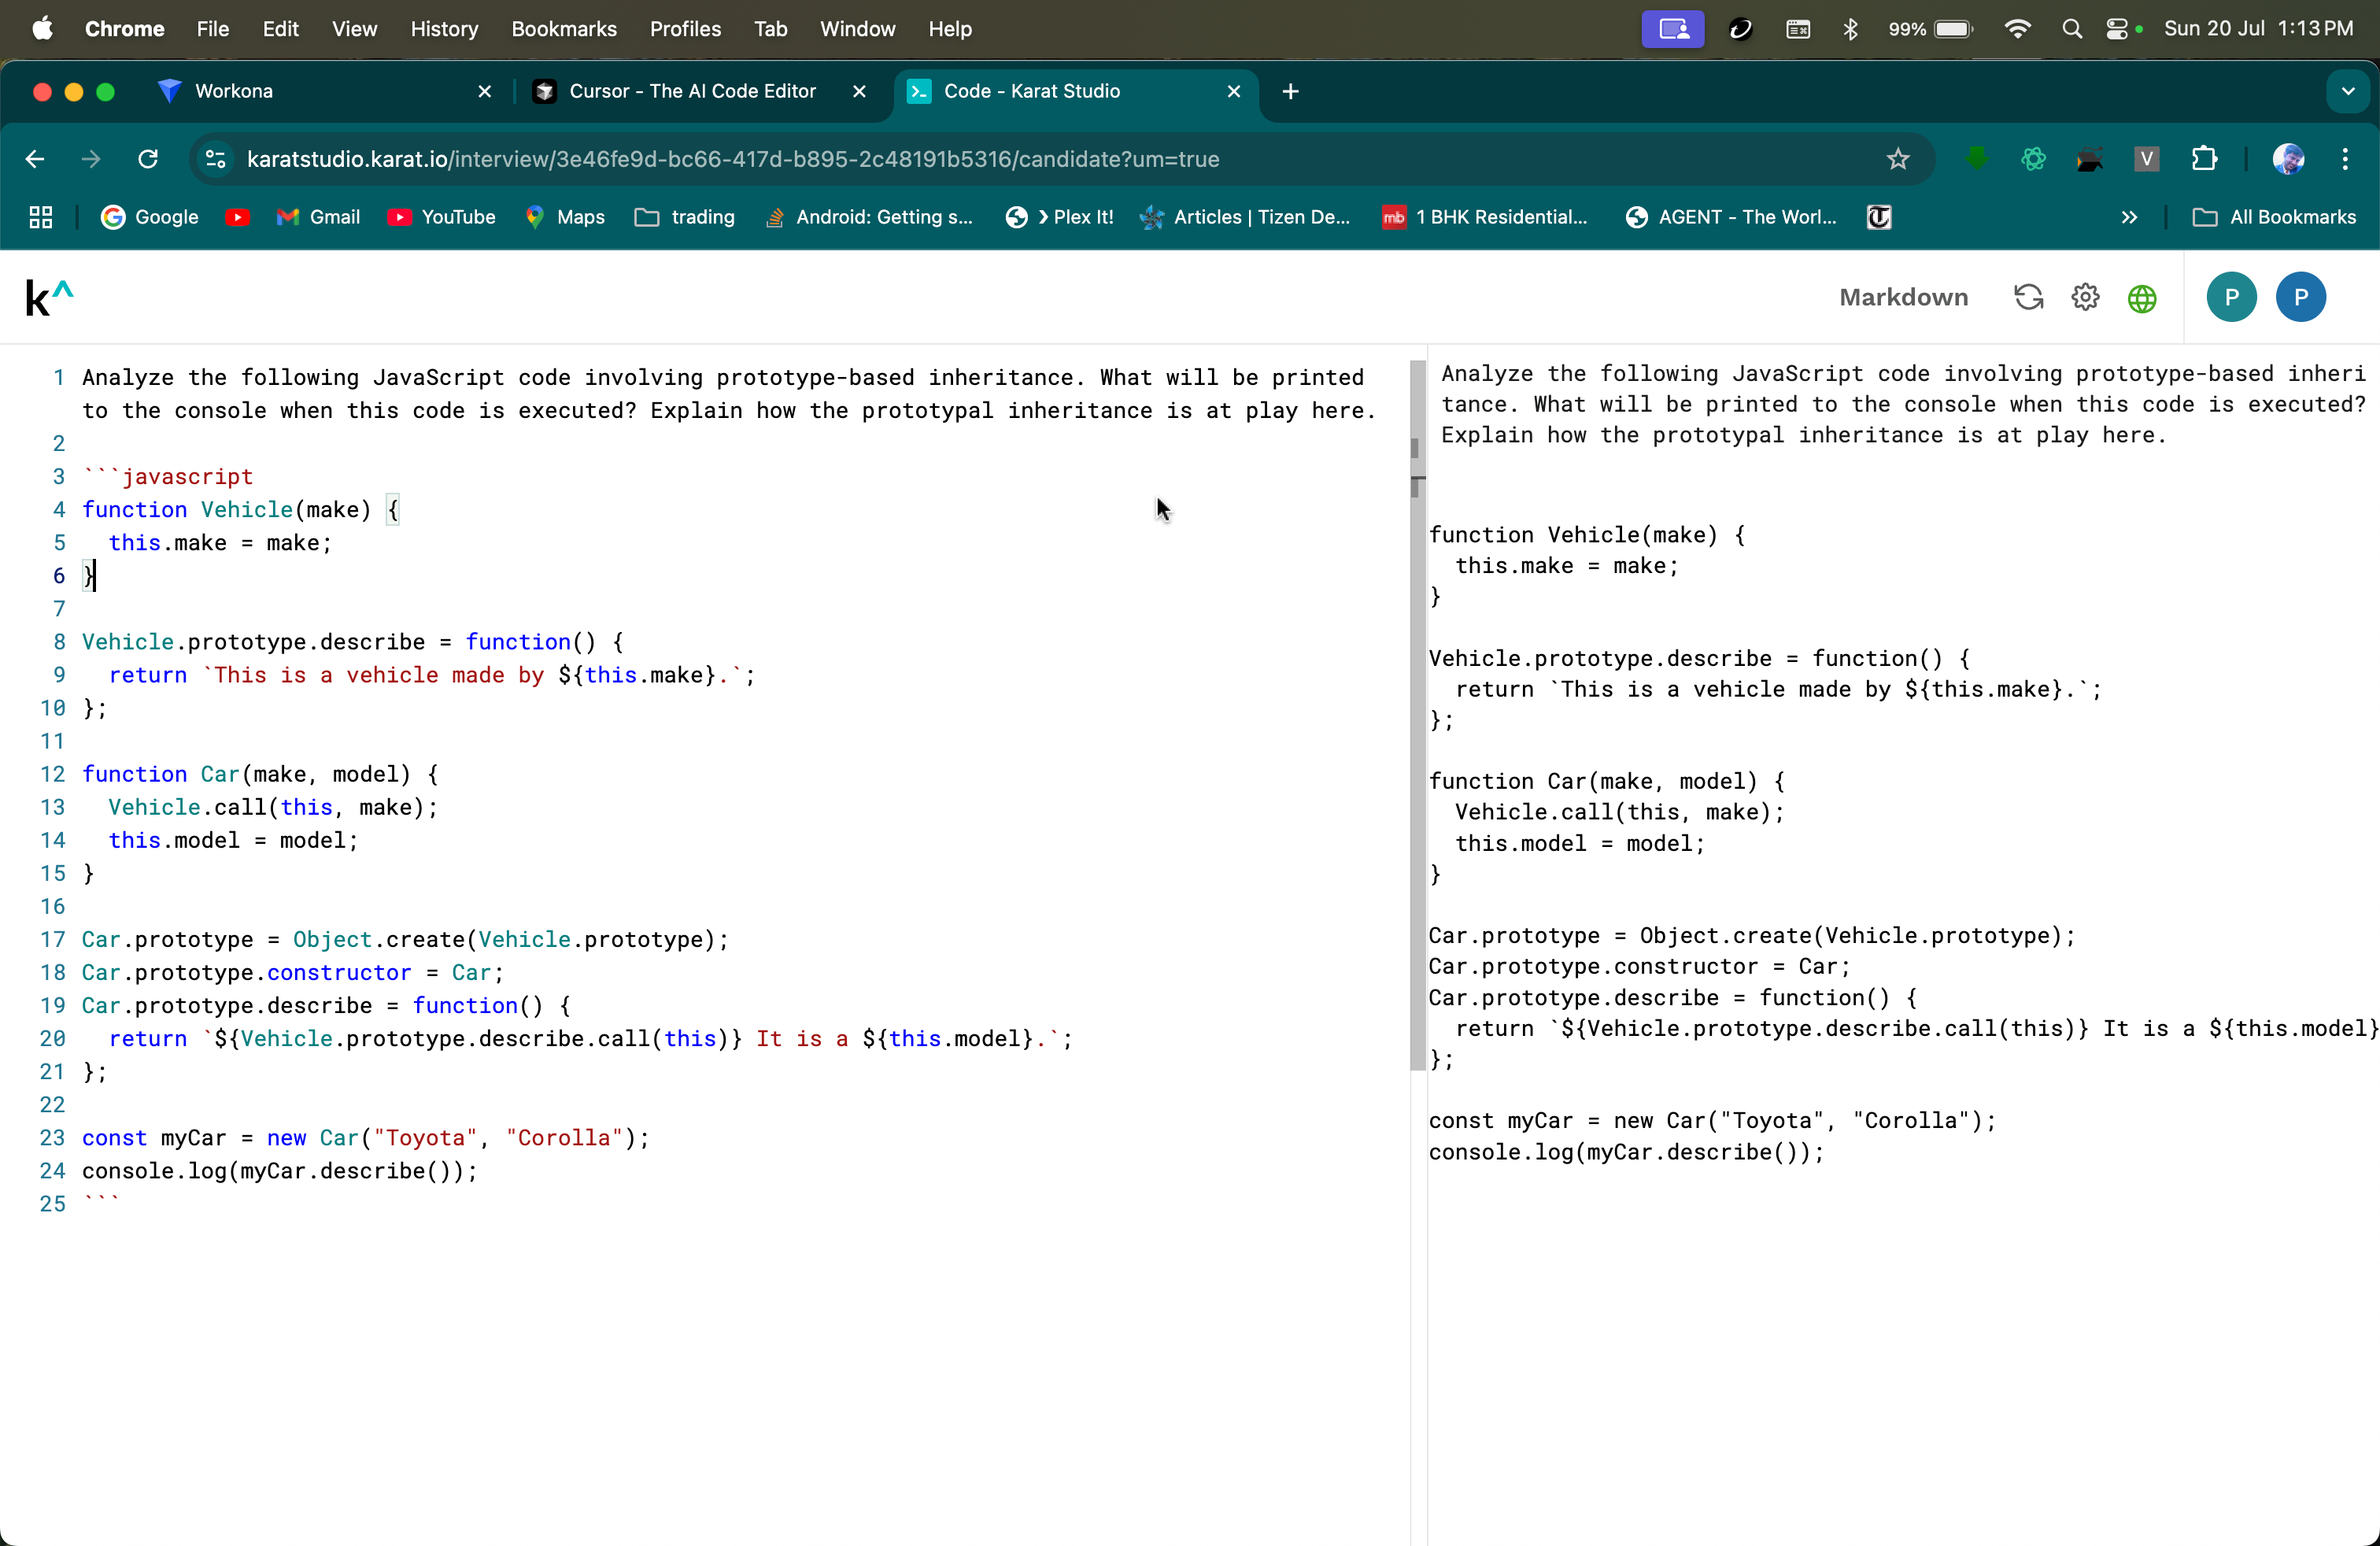 Chrome File Edit View History Bookmarks Profiles Tab Window Help 99% Sun 20 Jul 1:13 PM
Workona Cursor - The AI Code Editor Code - Karat Studio
karatstudio.karat.io/interview/3e46fe9d-bc66-417d-b895-2c48191b5316/candidate?um=true V
Google Gmail YouTube Maps trading Android: Getting s... › Plex It! Articles | Tizen De... mb 1 BHK Residential... AGENT - The Worl... » All Bookmarks
k^ Markdown P P
1 Analyze the following JavaScript code involving prototype-based inheritance. What will be printed
to the console when this code is executed? Explain how the prototypal inheritance is at play here.
2
3 ```javascript
4 function Vehicle(make) {
5   this.make = make;
6 }
7
8 Vehicle.prototype.describe = function() {
9   return `This is a vehicle made by ${this.make}.`;
10 };
11
12 function Car(make, model) {
13   Vehicle.call(this, make);
14   this.model = model;
15 }
16
17 Car.prototype = Object.create(Vehicle.prototype);
18 Car.prototype.constructor = Car;
19 Car.prototype.describe = function() {
20   return `${Vehicle.prototype.describe.call(this)} It is a ${this.model}.`;
21 };
22
23 const myCar = new Car("Toyota", "Corolla");
24 console.log(myCar.describe());
25 ```
Analyze the following JavaScript code involving prototype-based inheri
tance. What will be printed to the console when this code is executed?
Explain how the prototypal inheritance is at play here.
function Vehicle(make) {
  this.make = make;
}
Vehicle.prototype.describe = function() {
  return `This is a vehicle made by ${this.make}.`;
};
function Car(make, model) {
  Vehicle.call(this, make);
  this.model = model;
}
Car.prototype = Object.create(Vehicle.prototype);
Car.prototype.constructor = Car;
Car.prototype.describe = function() {
  return `${Vehicle.prototype.describe.call(this)} It is a ${this.model}
};
const myCar = new Car("Toyota", "Corolla");
console.log(myCar.describe());